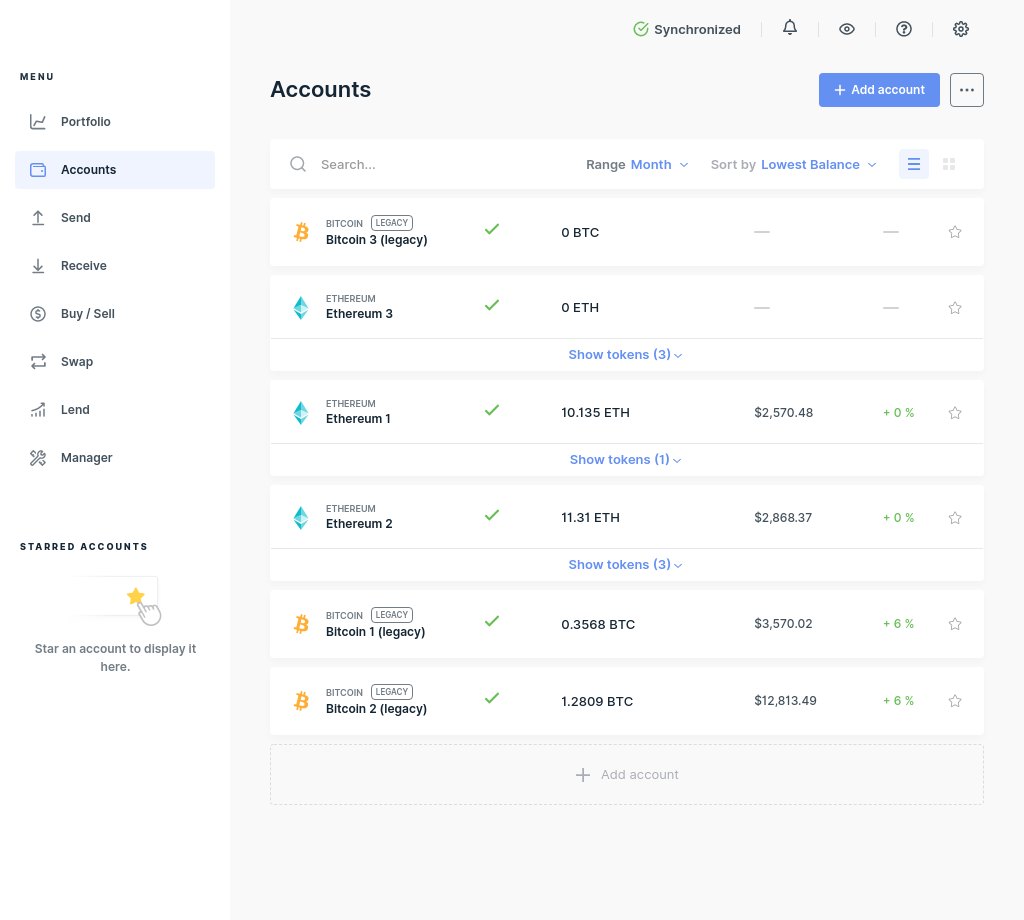 Synchronized
MENU
Accounts
Add account
Portfolio
Accounts
Send
Receive
Buy / Sell
Swap
Lend
Manager
STARRED ACCOUNTS
Star an account to display it
here.
Search...
Range Month
Sort by Lowest Balance
BITCOIN LEGACY
Bitcoin 3 (legacy)
0 BTC
— —
ETHEREUM
Ethereum 3
0 ETH
— —
Show tokens (3)
ETHEREUM
Ethereum 1
10.135 ETH
$2,570.48
+ 0 %
Show tokens (1)
ETHEREUM
Ethereum 2
11.31 ETH
$2,868.37
+ 0 %
Show tokens (3)
BITCOIN LEGACY
Bitcoin 1 (legacy)
0.3568 BTC
$3,570.02
+ 6 %
BITCOIN LEGACY
Bitcoin 2 (legacy)
1.2809 BTC
$12,813.49
+ 6 %
Add account